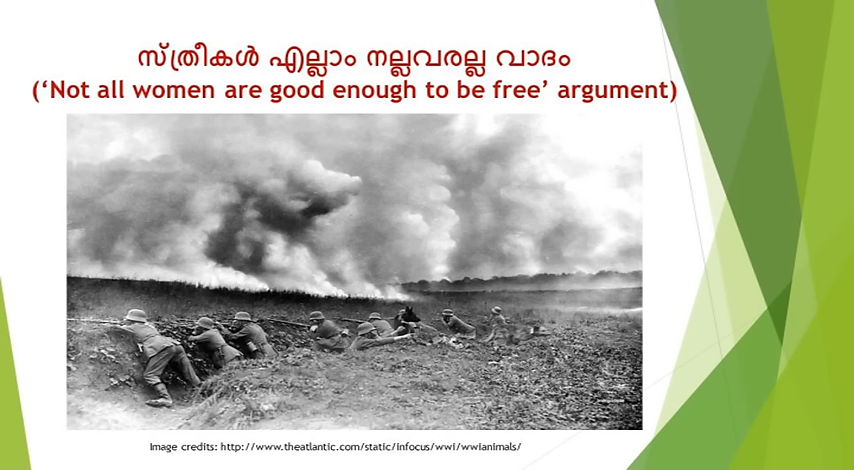 സ്ത്രീകൾ എല്ലാം നല്ലവരല്ല വാദം
(‘Not all women are good enough to be free’ argument)
Image credits: http://www.theatlantic.com/static/infocus/wwi/wwianimals/